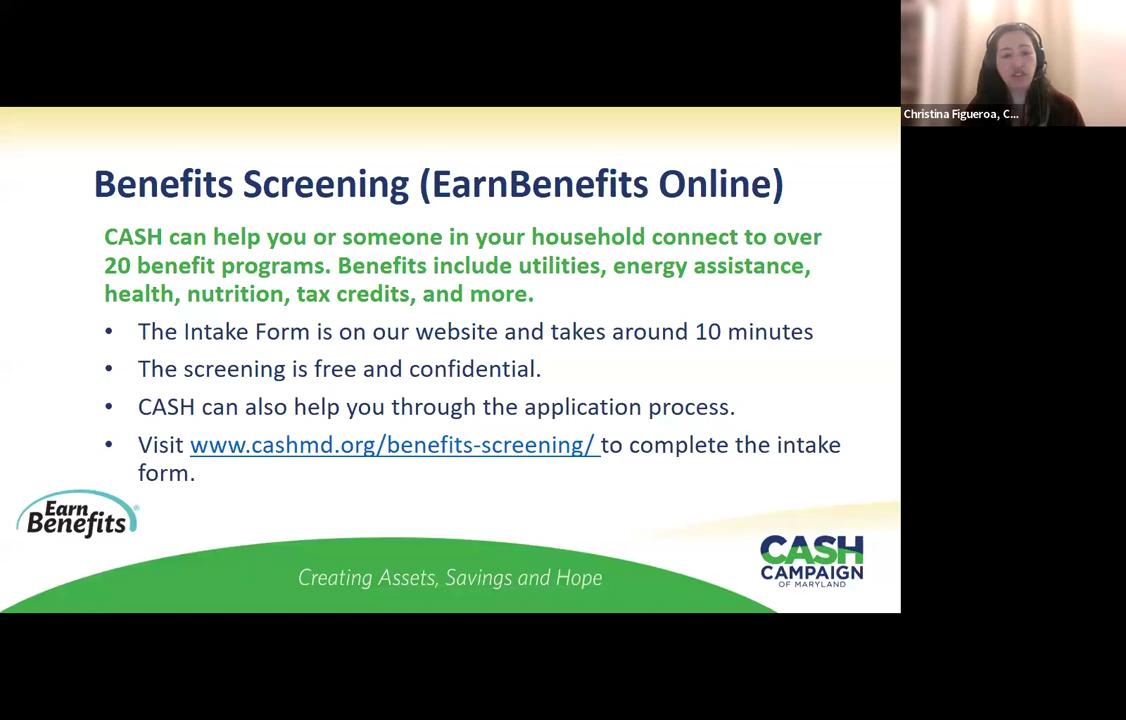 Christina Figueroa, C...
Benefits Screening (EarnBenefits Online)
CASH can help you or someone in your household connect to over
20 benefit programs. Benefits include utilities, energy assistance,
health, nutrition, tax credits, and more.
• The Intake Form is on our website and takes around 10 minutes
• The screening is free and confidential.
• CASH can also help you through the application process.
• Visit www.cashmd.org/benefits-screening/ to complete the intake
form.
Earn
Benefits®
Creating Assets, Savings and Hope
CASH
CAMPAIGN
OF MARYLAND